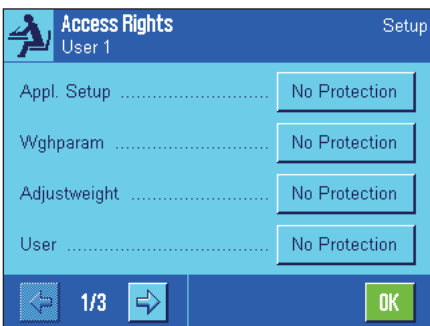 Access Rights Setup
User 1
Appl. Setup ............................ No Protection
Wghparam ............................ No Protection
Adjustweight ......................... No Protection
User ..................................... No Protection
1/3 OK